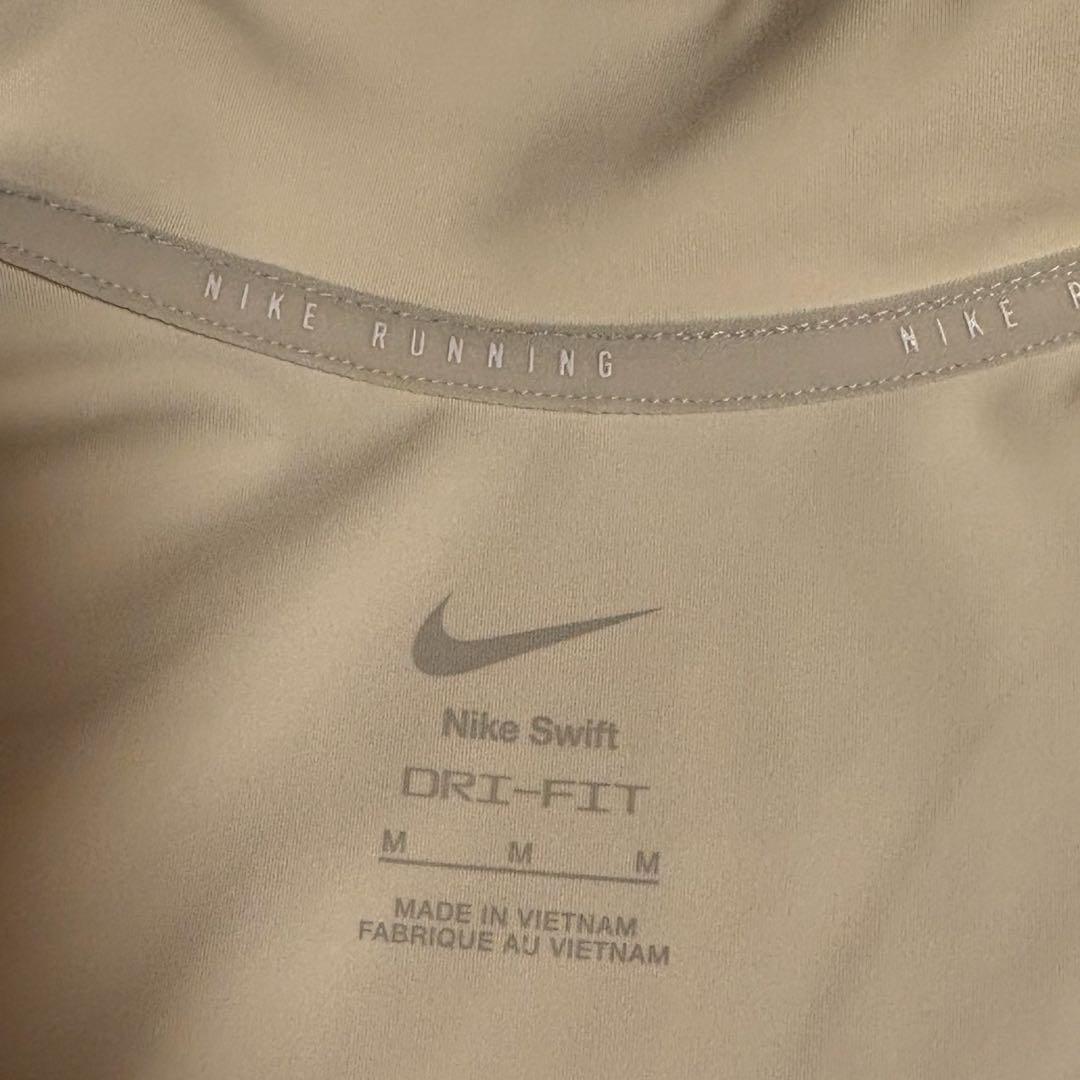 NIKE RUNNING NIKE
Nike Swift
DRI-FIT
M M M
MADE IN VIETNAM
FABRIQUE AU VIETNAM